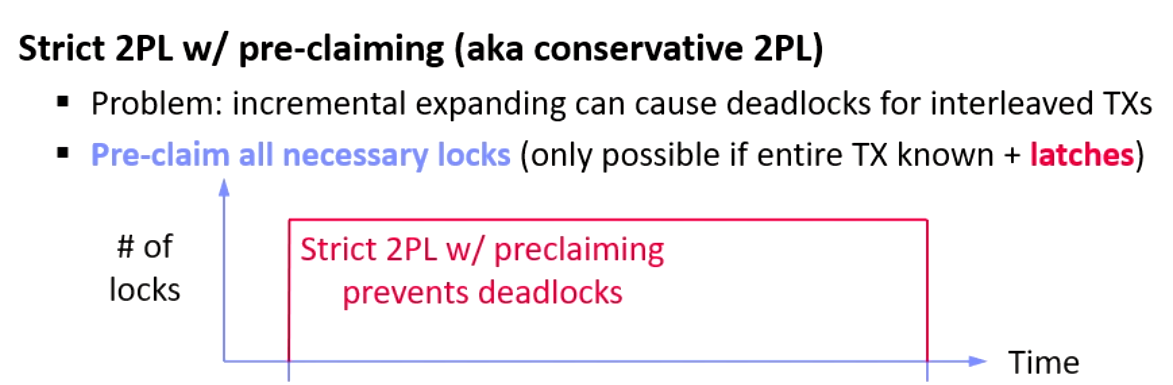 Strict 2PL w/ pre-claiming (aka conservative 2PL)
▪ Problem: incremental expanding can cause deadlocks for interleaved TXs
▪ Pre-claim all necessary locks (only possible if entire TX known + latches)
# of
locks
Strict 2PL w/ preclaiming
prevents deadlocks
Time